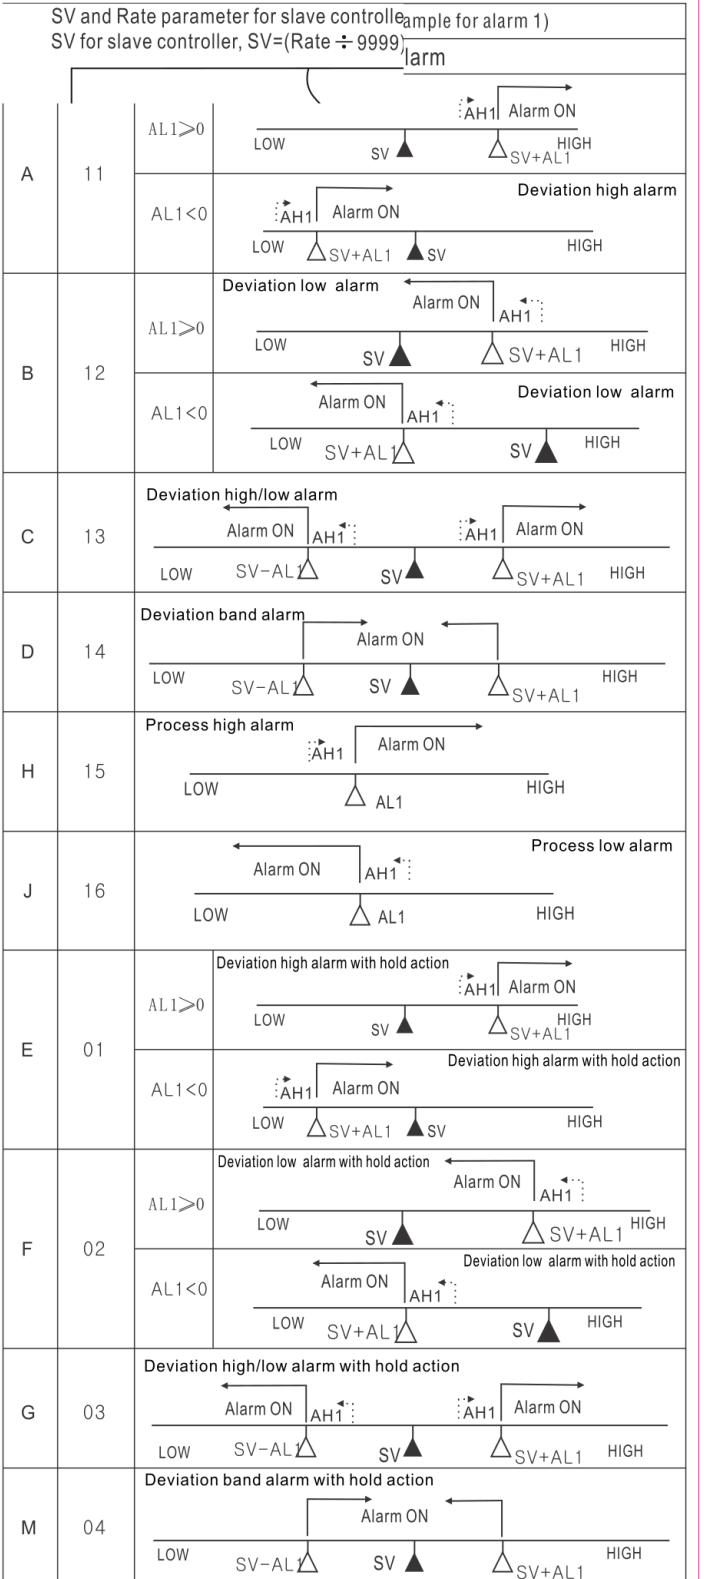 SV and Rate parameter for slave controlle
ample for alarm 1)
SV for slave controller, SV=(Rate ÷ 9999)
larm
A
11
AL1≥0
AH1
Alarm ON
LOW
SV
SV+AL1
HIGH
AL1<0
Deviation high alarm
AH1
Alarm ON
LOW
SV+AL1
SV
HIGH
B
12
AL1≥0
Deviation low alarm
Alarm ON
AH1
LOW
SV
SV+AL1
HIGH
AL1<0
Deviation low alarm
Alarm ON
AH1
LOW
SV+AL1
SV
HIGH
C
13
Deviation high/low alarm
Alarm ON
AH1
AH1
Alarm ON
LOW
SV-AL1
SV
SV+AL1
HIGH
D
14
Deviation band alarm
Alarm ON
LOW
SV-AL1
SV
SV+AL1
HIGH
H
15
Process high alarm
AH1
Alarm ON
LOW
AL1
HIGH
J
16
Process low alarm
Alarm ON
AH1
LOW
AL1
HIGH
E
01
AL1≥0
Deviation high alarm with hold action
AH1
Alarm ON
LOW
SV
SV+AL1
HIGH
AL1<0
Deviation high alarm with hold action
AH1
Alarm ON
LOW
SV+AL1
SV
HIGH
F
02
AL1≥0
Deviation low alarm with hold action
Alarm ON
AH1
LOW
SV
SV+AL1
HIGH
AL1<0
Deviation low alarm with hold action
Alarm ON
AH1
LOW
SV+AL1
SV
HIGH
G
03
Deviation high/low alarm with hold action
Alarm ON
AH1
AH1
Alarm ON
LOW
SV-AL1
SV
SV+AL1
HIGH
M
04
Deviation band alarm with hold action
Alarm ON
LOW
SV-AL1
SV
SV+AL1
HIGH